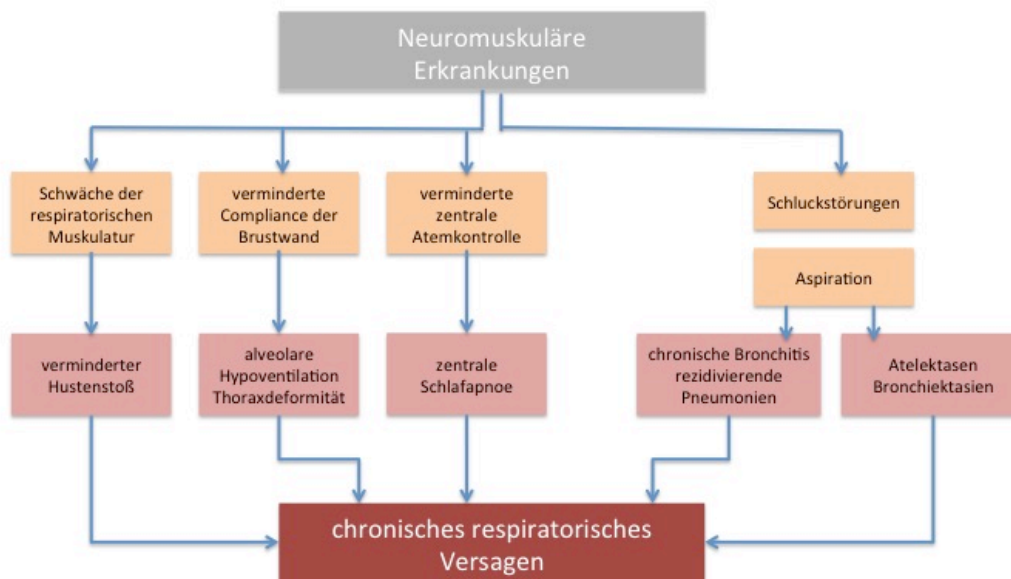 Neuromuskuläre
Erkrankungen
Schwäche der
respiratorischen
Muskulatur
verminderte
Compliance der
Brustwand
verminderte
zentrale
Atemkontrolle
Schluckstörungen
Aspiration
verminderter
Hustenstoß
alveolare
Hypoventilation
Thoraxdeformität
zentrale
Schlafapnoe
chronische Bronchitis
rezidivierende
Pneumonien
Atelektasen
Bronchiektasien
chronisches respiratorisches
Versagen